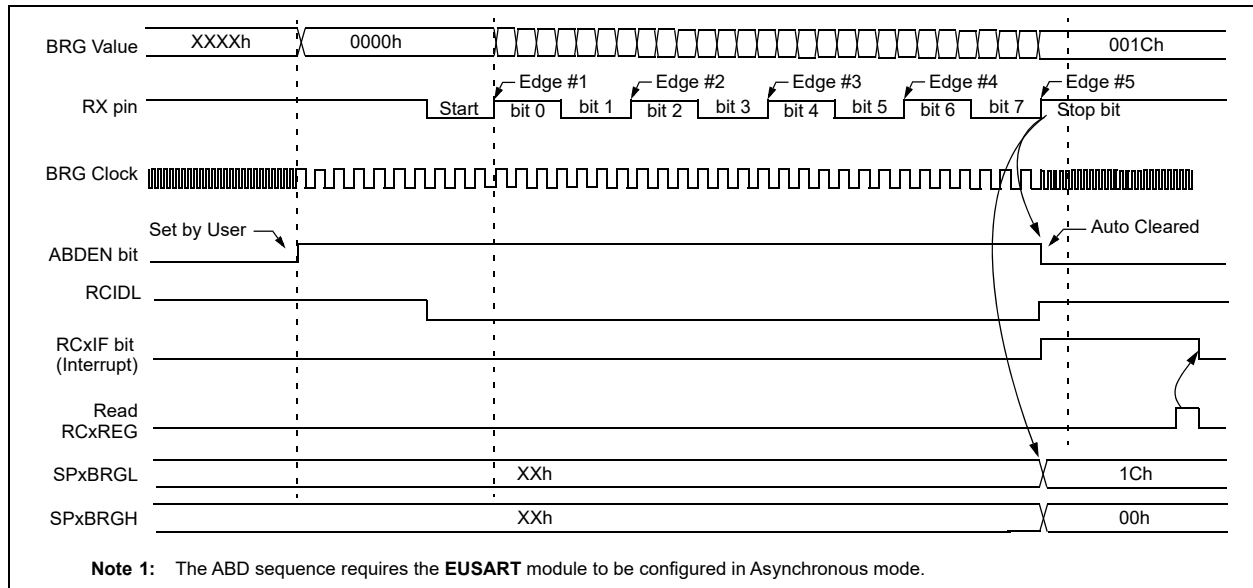 BRG Value XXXXh 0000h 001Ch
Edge #1 Edge #2 Edge #3 Edge #4 Edge #5
RX pin Start bit 0 bit 1 bit 2 bit 3 bit 4 bit 5 bit 6 bit 7 Stop bit
BRG Clock
Set by User Auto Cleared
ABDEN bit
RCIDL
RCxIF bit
(Interrupt)
Read
RCxREG
SPxBRGL XXh 1Ch
SPxBRGH XXh 00h
Note 1: The ABD sequence requires the EUSART module to be configured in Asynchronous mode.